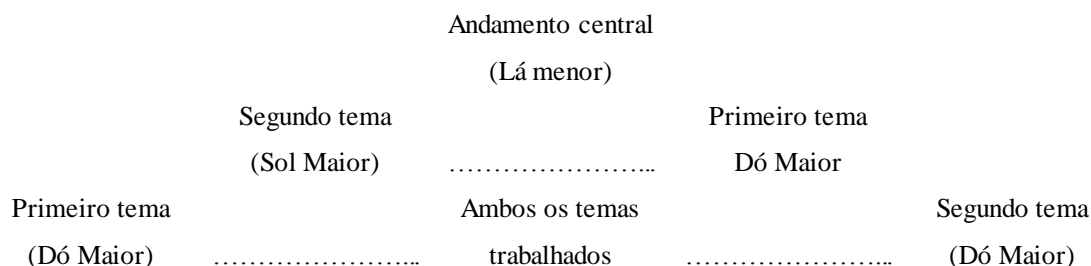 Andamento central
(Lá menor)
Segundo tema Primeiro tema
(Sol Maior) ………………….. Dó Maior
Primeiro tema Ambos os temas Segundo tema
(Dó Maior) ………………... trabalhados ………………….. (Dó Maior)